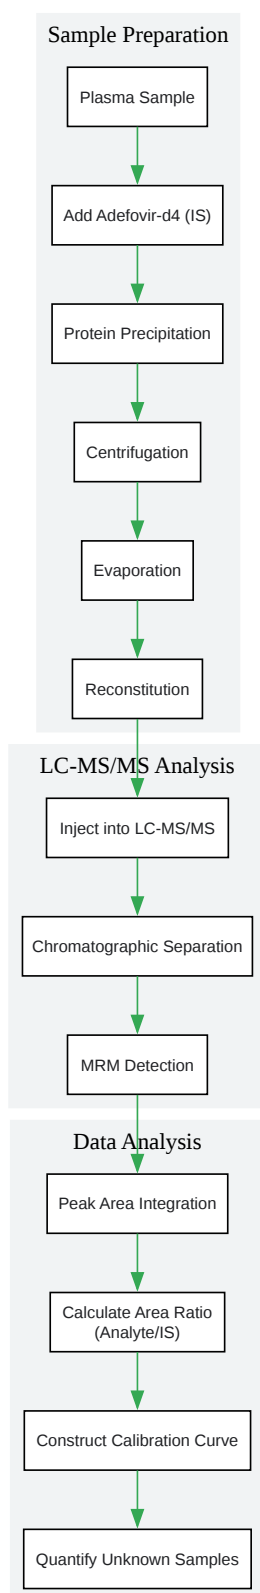 Sample Preparation
Plasma Sample
Add Adefovir-d4 (IS)
Protein Precipitation
Centrifugation
Evaporation
Reconstitution
LC-MS/MS Analysis
Inject into LC-MS/MS
Chromatographic Separation
MRM Detection
Data Analysis
Peak Area Integration
Calculate Area Ratio
(Analyte/IS)
Construct Calibration Curve
Quantify Unknown Samples